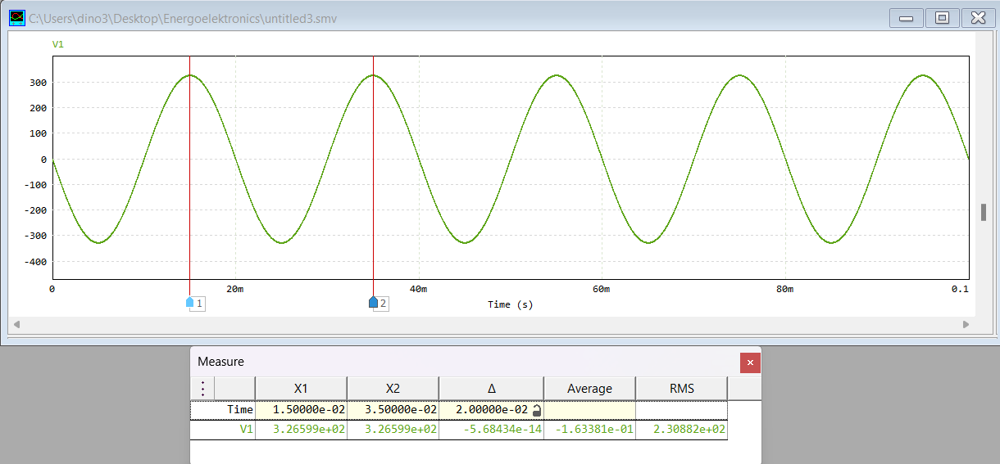 C:\Users\dino3\Desktop\Energoelektronics\untitled3.smv
V1
300
200
100
0
-100
-200
-300
-400
0 20m 40m 60m 80m 0.1
1 2
Time (s)
Measure
X1 X2 Δ Average RMS
Time 1.50000e-02 3.50000e-02 2.00000e-02
V1 3.26599e+02 3.26599e+02 -5.68434e-14 -1.63381e-01 2.30882e+02